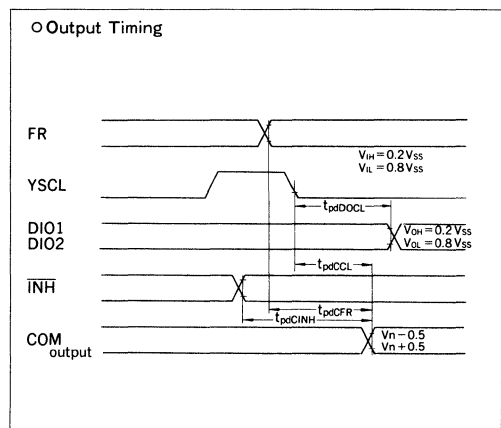 ○ Output Timing
FR
VIH = 0.2 VSS
VIL = 0.8 VSS
YSCL
tpdDOCL
DIO1
DIO2
VOH = 0.2 VSS
VOL = 0.8 VSS
tpdCCL
INH
tpdCFR
tpdCINH
COM output
Vn − 0.5
Vn + 0.5